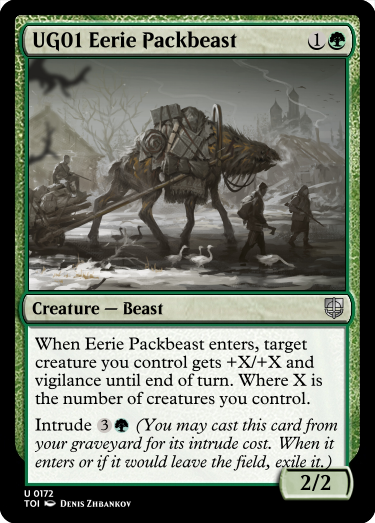 UG01 Eerie Packbeast 1
Creature — Beast
When Eerie Packbeast enters, target
creature you control gets +X/+X and
vigilance until end of turn. Where X is
the number of creatures you control.
Intrude 3 (You may cast this card from
your graveyard for its intrude cost. When it
enters or if it would leave the field, exile it.)
2/2
U 0172
TOI DENIS ZHBANKOV